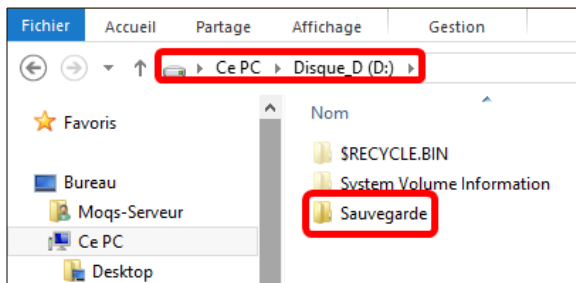 Fichier Accueil Partage Affichage Gestion
Ce PC Disque_D (D:)
Favoris
Bureau
Moqs-Serveur
Ce PC
Desktop
Nom
$RECYCLE.BIN
System Volume Information
Sauvegarde